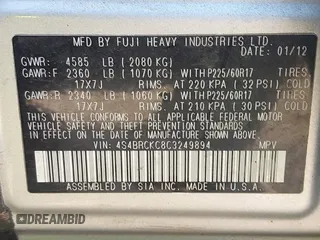 MFD BY FUJI HEAVY INDUSTRIES LTD.
DATE: 01/12
GVWR: 4585 LB (2080 KG)
GAWR:F 2360 LB (1070 KG) WITH P225/60R17 TIRES
17X7J RIMS, AT 220 KPA (32 PSI) COLD
GAWR:R 2340 LB (1060 KG) WITH P225/60R17 TIRES
17X7J RIMS, AT 210 KPA (30 PSI) COLD
THIS VEHICLE CONFORMS TO ALL APPLICABLE FEDERAL MOTOR
VEHICLE SAFETY STANDARDS IN EFFECT ON THE DATE OF
MANUFACTURE SHOWN ABOVE.
VIN: 4S4BRCKC8C3249894 MPV
ASSEMBLED BY SIA INC. MADE IN U.S.A.
DREAMBID